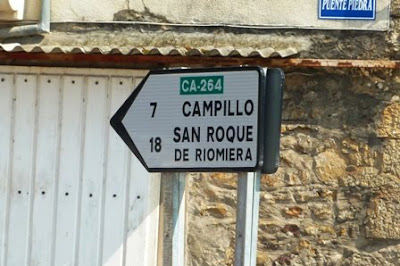 PUENTE PIEDRA
CA-264
7 CAMPILLO
18 SAN ROQUE
DE RIOMIERA